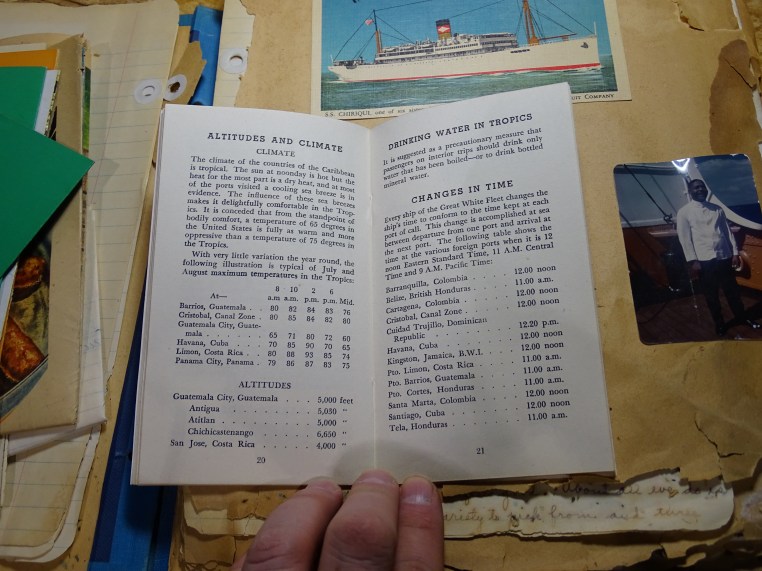 S.S. CHIRIQUI, one of six
UIT COMPANY
ALTITUDES AND CLIMATE
CLIMATE
The climate of the countries of the Caribbean
is tropical. The sun at noonday is hot but the
heat for the most part is a dry heat, and at most
of the ports visited a cooling sea breeze is in
evidence. The influence of these sea breezes
makes it delightfully comfortable in the Trop-
ics. It is conceded that from the standpoint of
bodily comfort, a temperature of 65 degrees in
the United States is fully as warm and more
oppressive than a temperature of 75 degrees in
the Tropics.
With very little variation the year round, the
following illustration is typical of July and
August maximum temperatures in the Tropics:
8 10 2 6
At— a.m a.m. p.m. p.m. Mid.
Barrios, Guatemala . 80 82 84 83 76
Cristobal, Canal Zone . 80 85 84 82 80
Guatemala City, Guate-
mala . . . . . 65 71 80 72 60
Havana, Cuba . . . 70 85 90 70 65
Limon, Costa Rica . . 80 88 93 85 74
Panama City, Panama . 79 86 87 83 75
ALTITUDES
Guatemala City, Guatemala . . . 5,000 feet
Antigua . . . . . 5,030 "
Atitlan . . . . . 5,000 "
Chichicastenango . . . 6,650 "
San Jose, Costa Rica . . . . 4,000 "
20
DRINKING WATER IN TROPICS
It is suggested as a precautionary measure that
passengers on interior trips should drink only
water that has been boiled—or to drink bottled
mineral water.
CHANGES IN TIME
Every ship of the Great White Fleet changes the
ship's time to conform to the time kept at each
port of call. This change is accomplished at sea
between departure from one port and arrival at
the next port. The following table shows the
time at the various foreign ports when it is 12
noon Eastern Standard Time, 11 A.M. Central
Time and 9 A.M. Pacific Time:
Barranquilla, Colombia . . . . 12.00 noon
Belize, British Honduras . . . . 11.00 a.m.
Cartagena, Colombia . . . . 12.00 noon
Cristobal, Canal Zone . . . . 12.00 noon
Cuidad Trujillo, Dominican
Republic . . . . . . 12.20 p.m.
Havana, Cuba . . . . . 12.00 noon
Kingston, Jamaica, B.W.I. . . . 12.00 noon
Pto. Limon, Costa Rica . . . . 11.00 a.m.
Pto. Barrios, Guatemala . . . . 11.00 a.m.
Pto. Cortes, Honduras . . . . 11.00 a.m.
Santa Marta, Colombia . . . . 12.00 noon
Santiago, Cuba . . . . . 12.00 noon
Tela, Honduras . . . . . 11.00 a.m.
21
from and